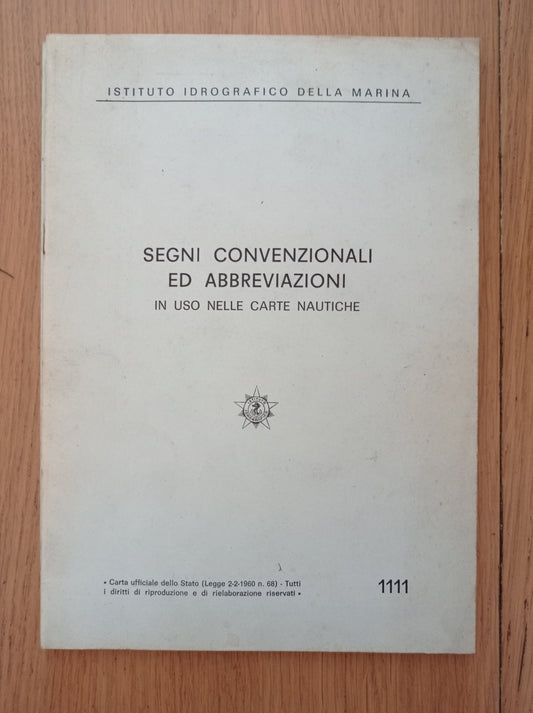 ISTITUTO IDROGRAFICO DELLA MARINA
SEGNI CONVENZIONALI
ED ABBREVIAZIONI
IN USO NELLE CARTE NAUTICHE
« Carta ufficiale dello Stato (Legge 2-2-1960 n. 68) - Tutti
i diritti di riproduzione e di rielaborazione riservati »
1111